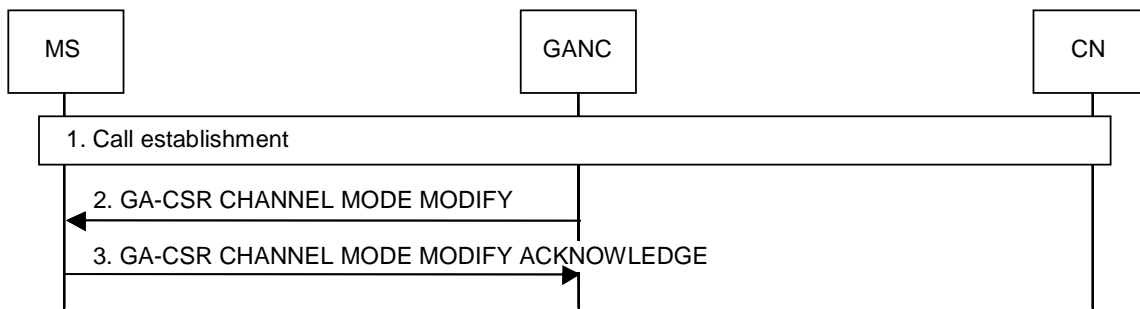 MS
GANC
CN
1. Call establishment
2. GA-CSR CHANNEL MODE MODIFY
3. GA-CSR CHANNEL MODE MODIFY ACKNOWLEDGE